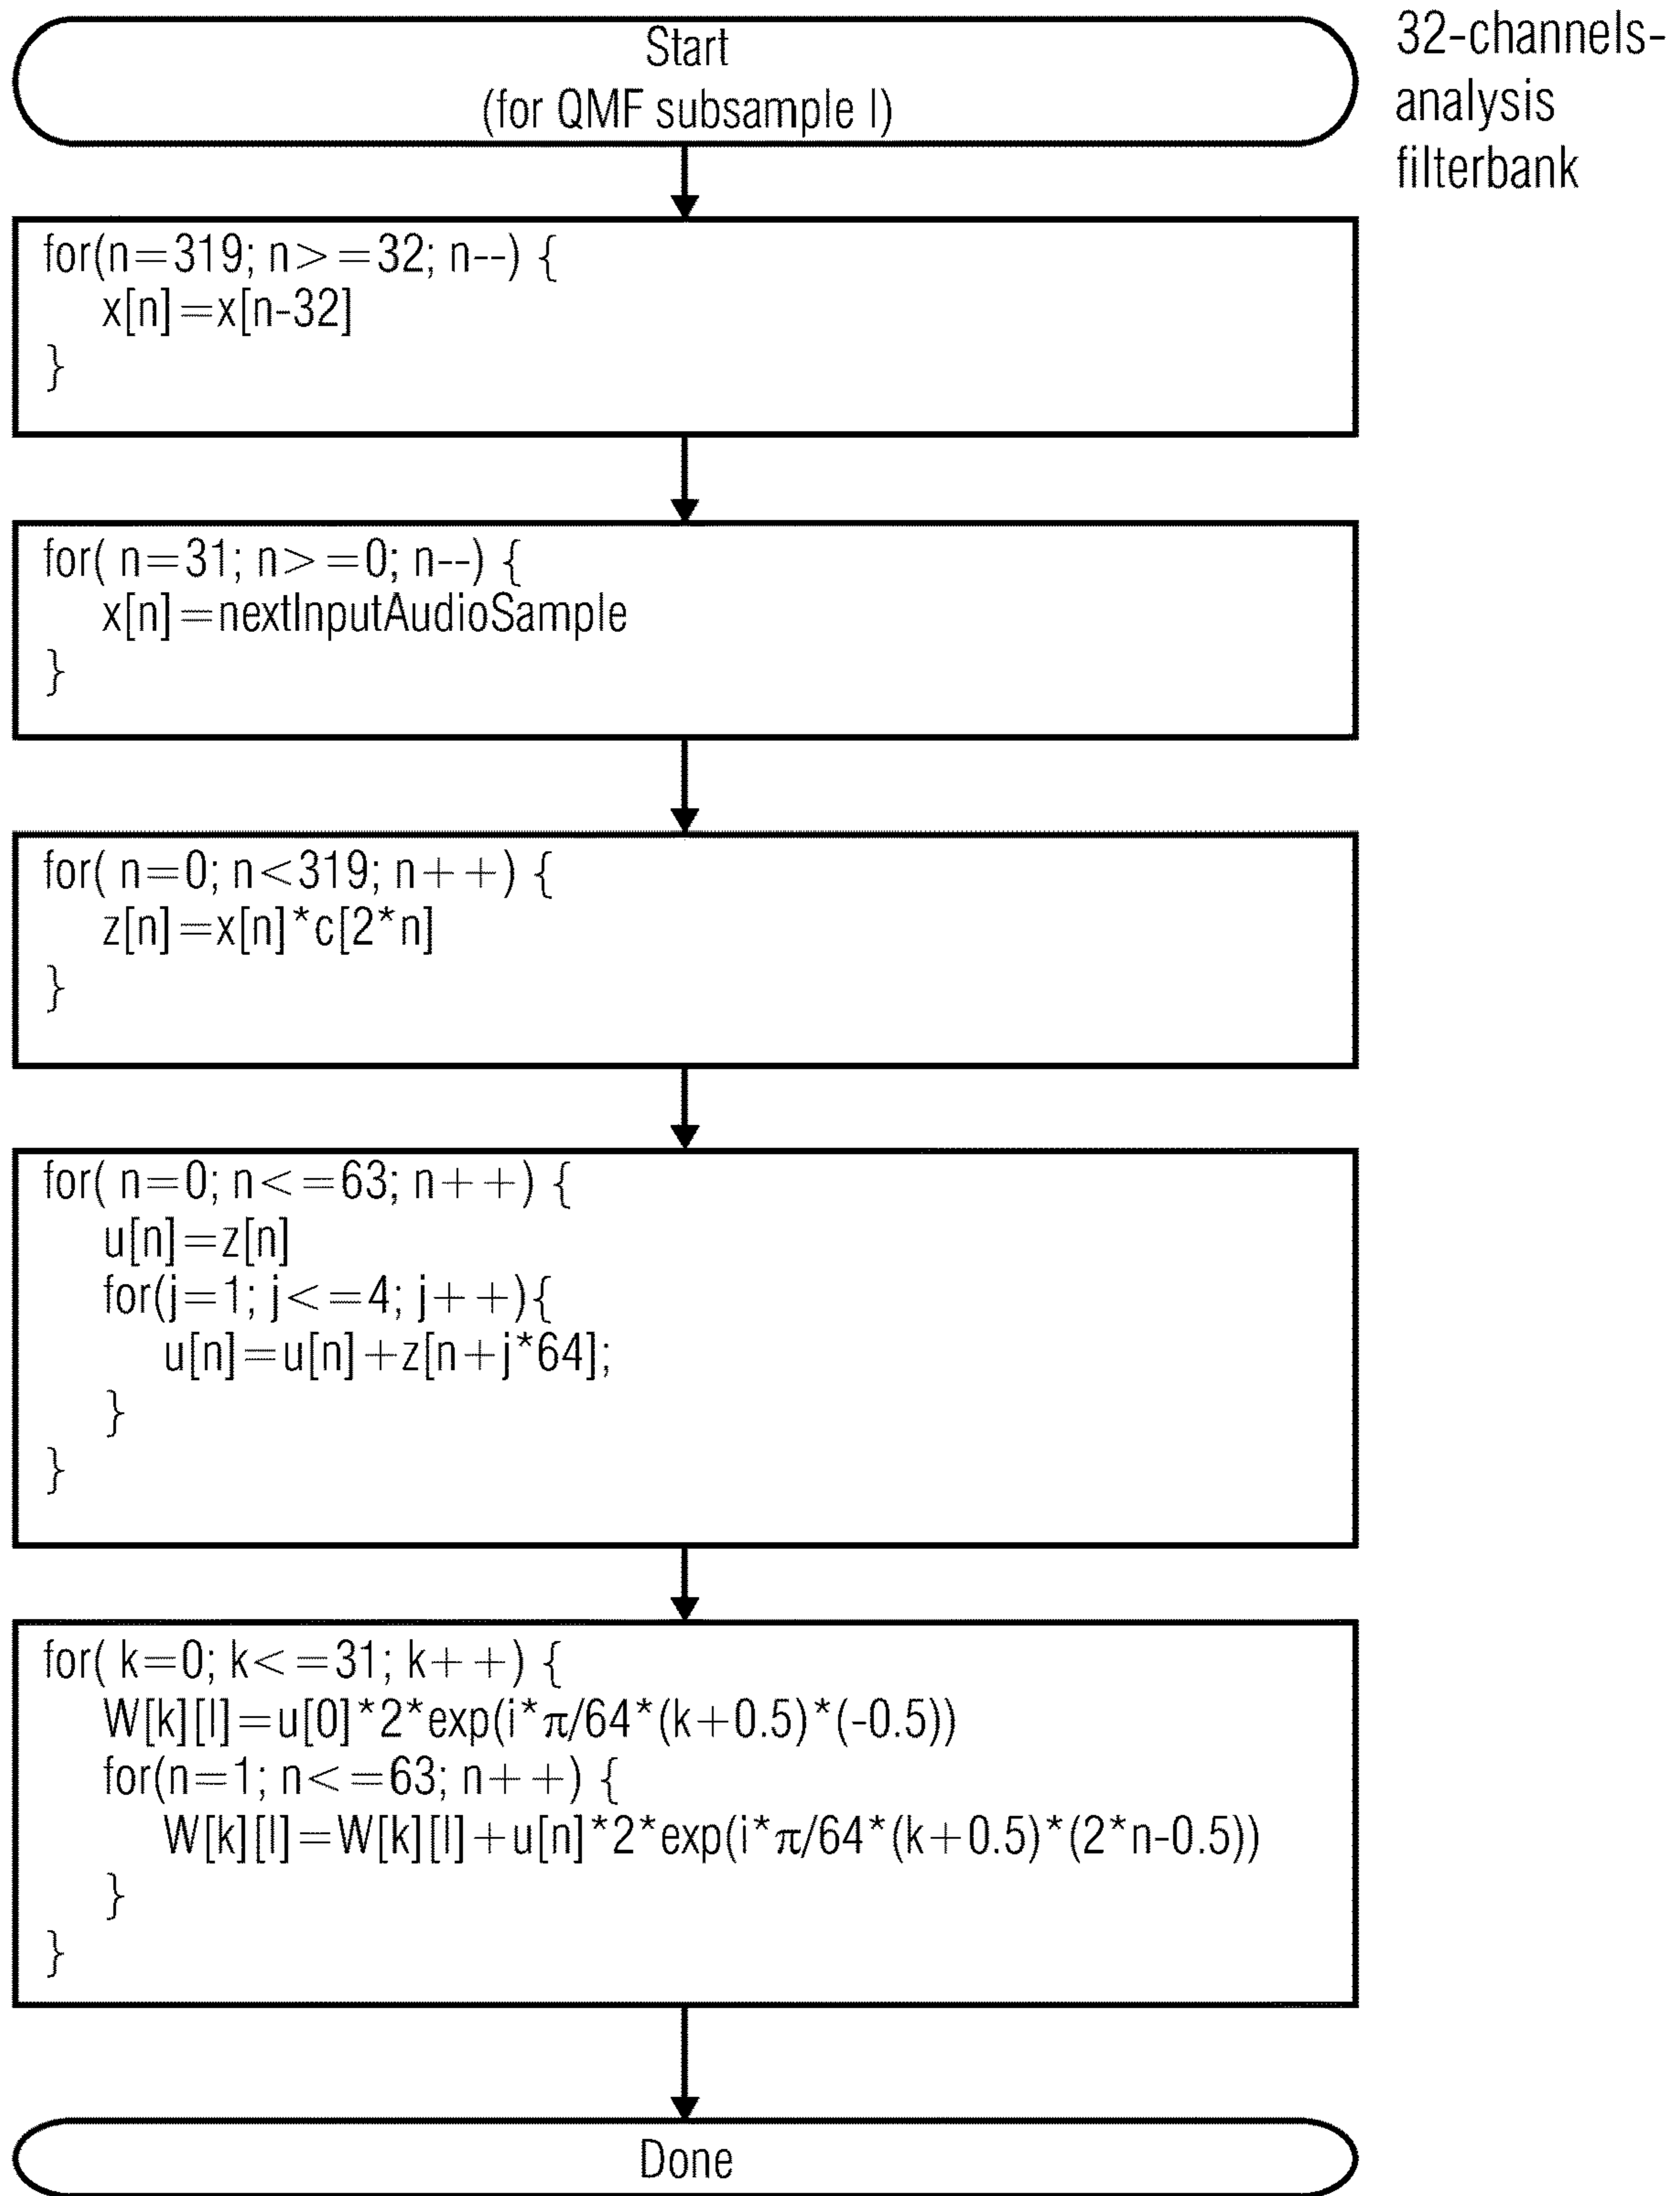 Start
(for QMF subsample l)
32-channels-
analysis
filterbank
for(n=319; n>=32; n--) {
x[n]=x[n-32]
}
for( n=31; n>=0; n--) {
x[n]=nextInputAudioSample
}
for( n=0; n<319; n++) {
z[n]=x[n]*c[2*n]
}
for( n=0; n<=63; n++) {
u[n]=z[n]
for(j=1; j<=4; j++){
u[n]=u[n]+z[n+j*64];
}
}
for( k=0; k<=31; k++) {
W[k][l]=u[0]*2*exp(i*π/64*(k+0.5)*(-0.5))
for(n=1; n<=63; n++) {
W[k][l]=W[k][l]+u[n]*2*exp(i*π/64*(k+0.5)*(2*n-0.5))
}
}
Done